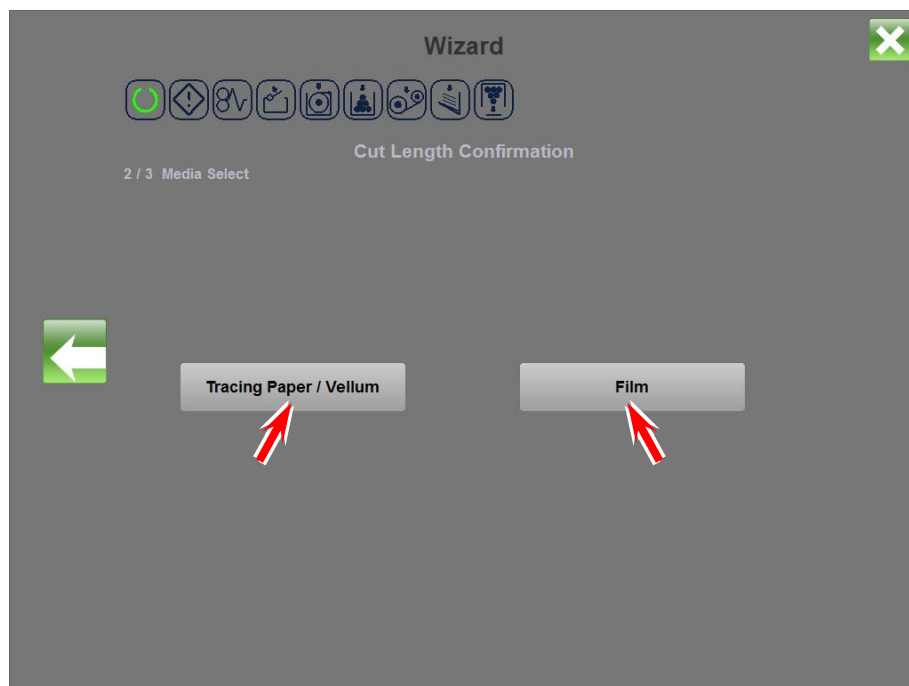 Wizard
Cut Length Confirmation
2 / 3 Media Select
Tracing Paper / Vellum
Film